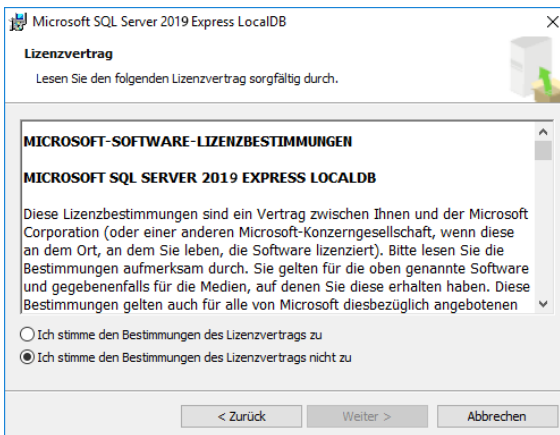 Microsoft SQL Server 2019 Express LocalDB
Lizenzvertrag
Lesen Sie den folgenden Lizenzvertrag sorgfältig durch.
MICROSOFT-SOFTWARE-LIZENZBESTIMMUNGEN
MICROSOFT SQL SERVER 2019 EXPRESS LOCALDB
Diese Lizenzbestimmungen sind ein Vertrag zwischen Ihnen und der Microsoft
Corporation (oder einer anderen Microsoft-Konzerngesellschaft, wenn diese
an dem Ort, an dem Sie leben, die Software lizenziert). Bitte lesen Sie die
Bestimmungen aufmerksam durch. Sie gelten für die oben genannte Software
und gegebenenfalls für die Medien, auf denen Sie diese erhalten haben. Diese
Bestimmungen gelten auch für alle von Microsoft diesbezüglich angebotenen
Ich stimme den Bestimmungen des Lizenzvertrags zu
Ich stimme den Bestimmungen des Lizenzvertrags nicht zu
< Zurück Weiter > Abbrechen